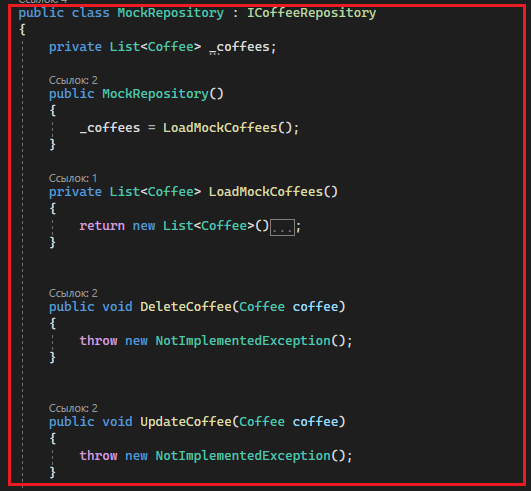 Ссылок: 4
public class MockRepository : ICoffeeRepository
{
private List<Coffee> _coffees;
Ссылок: 2
public MockRepository()
{
_coffees = LoadMockCoffees();
}
Ссылок: 1
private List<Coffee> LoadMockCoffees()
{
return new List<Coffee>()...;
}
Ссылок: 2
public void DeleteCoffee(Coffee coffee)
{
throw new NotImplementedException();
}
Ссылок: 2
public void UpdateCoffee(Coffee coffee)
{
throw new NotImplementedException();
}